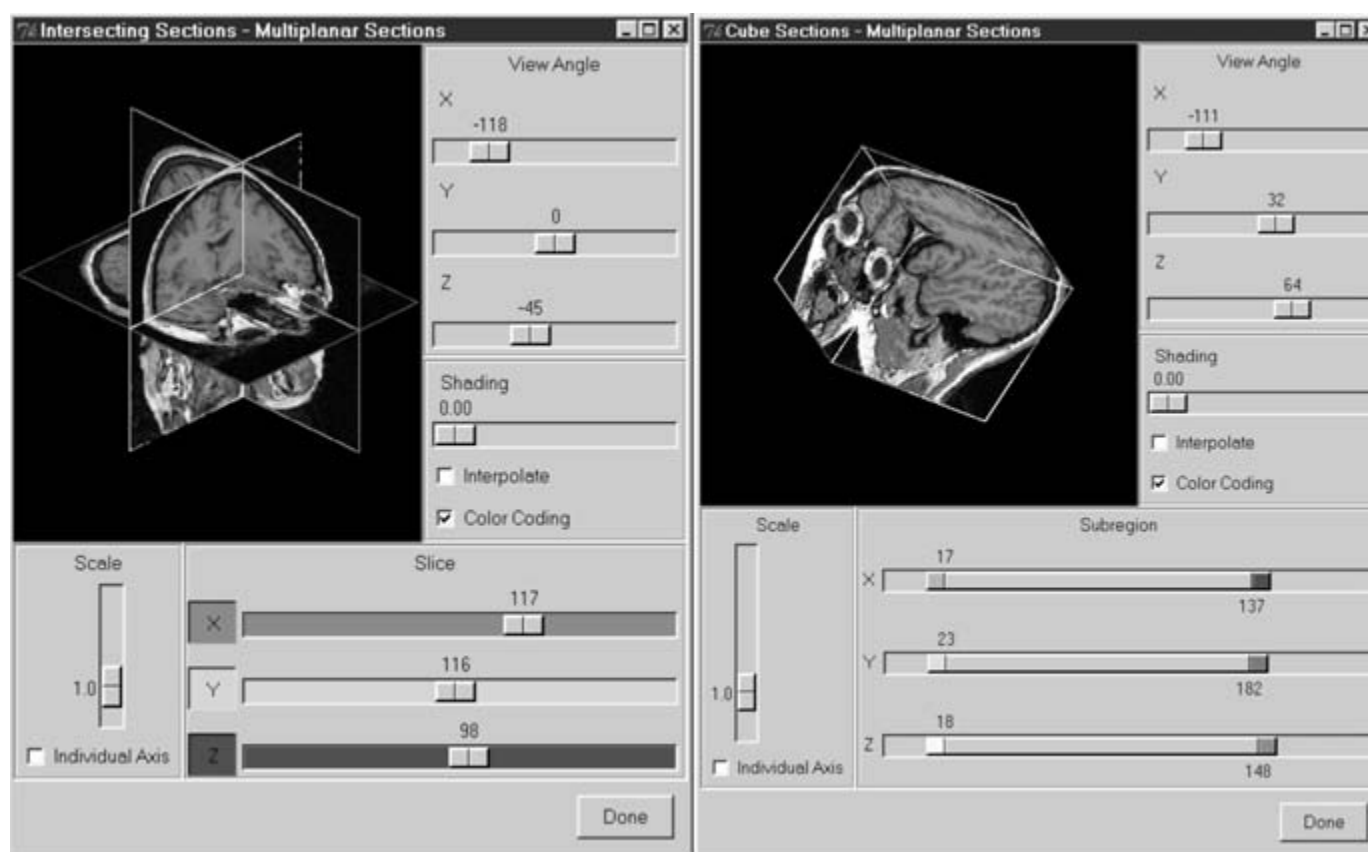 Intersecting Sections - Multiplanar Sections
View Angle
X
-118
Y
0
Z
-45
Shading
0.00
Interpolate
Color Coding
Scale
1.0
Individual Axis
Slice
117
X
116
Y
98
Z
Done
Cube Sections - Multiplanar Sections
View Angle
X
-111
Y
32
Z
64
Shading
0.00
Interpolate
Color Coding
Scale
1.0
Individual Axis
Subregion
17
X
137
23
Y
182
18
Z
148
Done